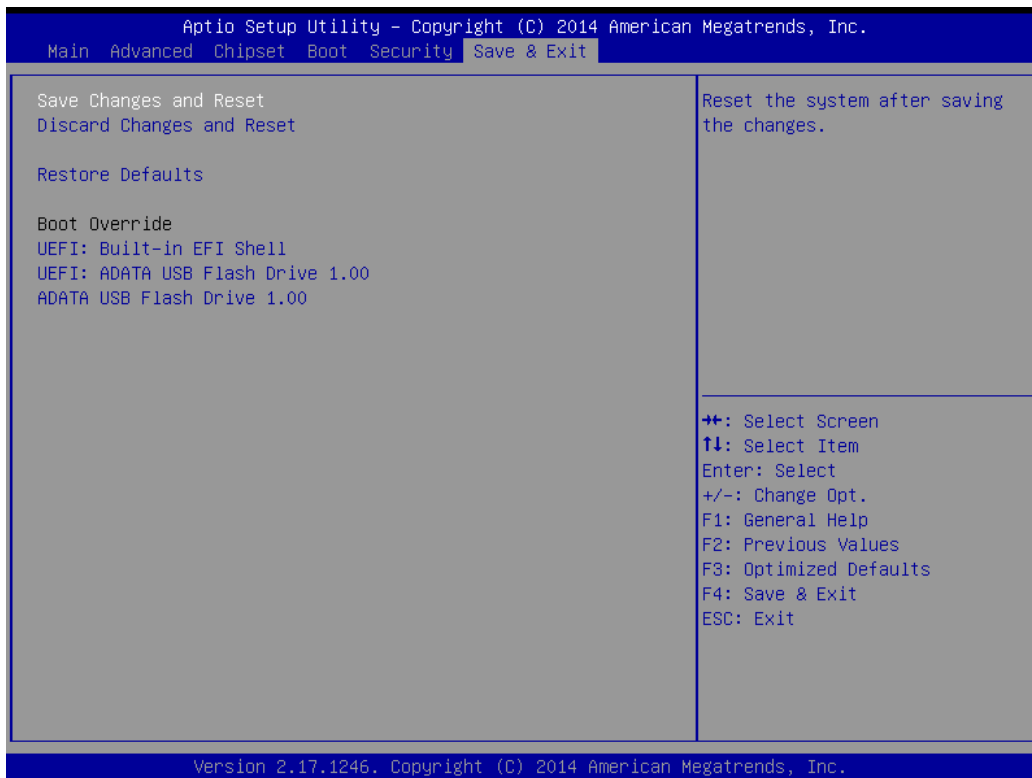 Aptio Setup Utility – Copyright (C) 2014 American Megatrends, Inc.
Main Advanced Chipset Boot Security Save & Exit
Save Changes and Reset
Discard Changes and Reset
Restore Defaults
Boot Override
UEFI: Built-in EFI Shell
UEFI: ADATA USB Flash Drive 1.00
ADATA USB Flash Drive 1.00
Reset the system after saving
the changes.
→←: Select Screen
↑↓: Select Item
Enter: Select
+/-: Change Opt.
F1: General Help
F2: Previous Values
F3: Optimized Defaults
F4: Save & Exit
ESC: Exit
Version 2.17.1246. Copyright (C) 2014 American Megatrends, Inc.